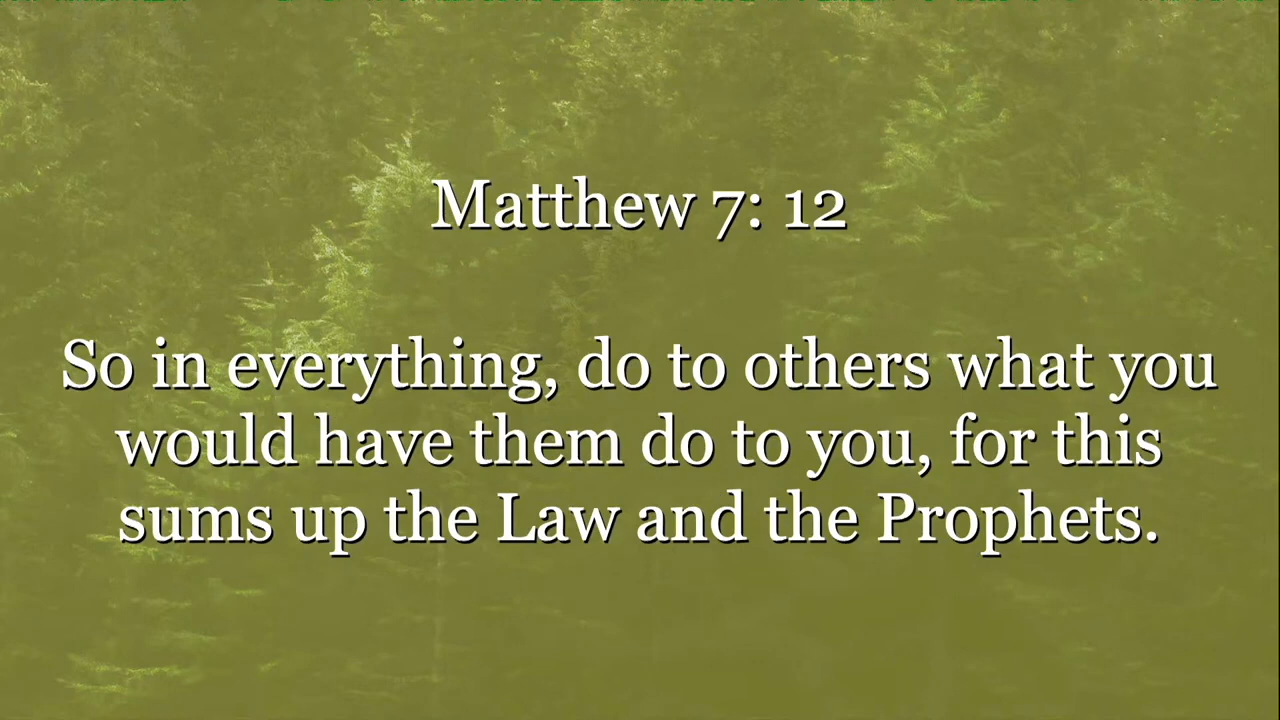 Matthew 7: 12
So in everything, do to others what you
would have them do to you, for this
sums up the Law and the Prophets.